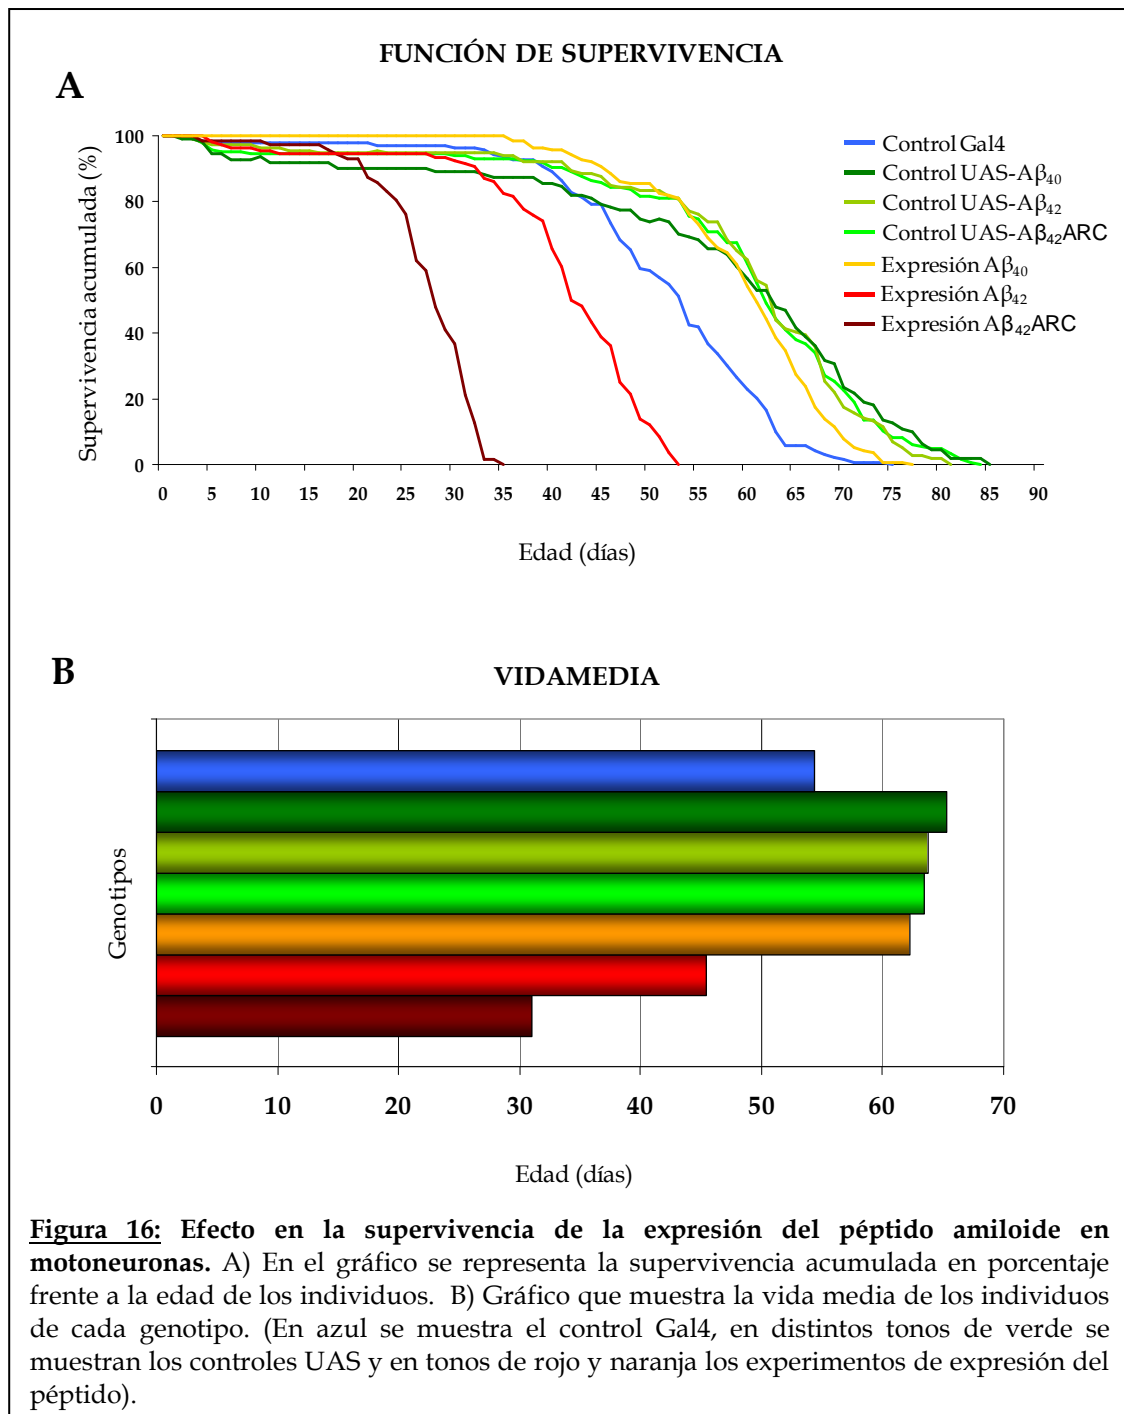 FUNCIÓN DE SUPERVIVENCIA
A
Supervivencia acumulada (%)
100
80
60
40
20
0
Control Gal4
Control UAS-Aβ₄₀
Control UAS-Aβ₄₂
Control UAS-Aβ₄₂ARC
Expresión Aβ₄₀
Expresión Aβ₄₂
Expresión Aβ₄₂ARC
0 5 10 15 20 25 30 35 40 45 50 55 60 65 70 75 80 85 90
Edad (días)
B
VIDAMEDIA
Genotipos
0 10 20 30 40 50 60 70
Edad (días)
Figura 16: Efecto en la supervivencia de la expresión del péptido amiloide en
motoneuronas. A) En el gráfico se representa la supervivencia acumulada en porcentaje
frente a la edad de los individuos. B) Gráfico que muestra la vida media de los individuos
de cada genotipo. (En azul se muestra el control Gal4, en distintos tonos de verde se
muestran los controles UAS y en tonos de rojo y naranja los experimentos de expresión del
péptido).